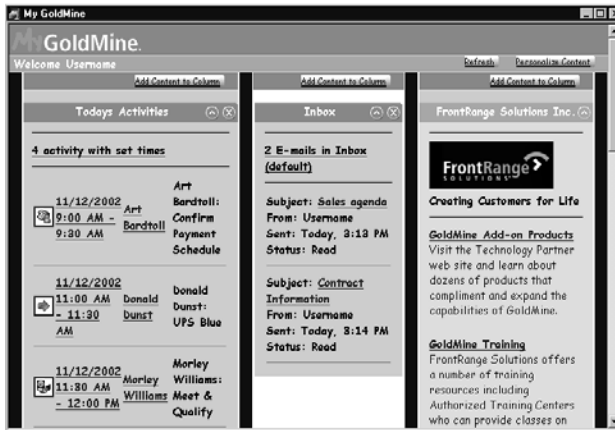 My GoldMine
MyGoldMine.
Welcome Username
Refresh Personalize Content
Add Content to Column
Todays Activities
4 activity with set times
11/12/2002
9:00 AM -
9:30 AM
Art
Bardtoll
Art
Bardtoll:
Confirm
Payment
Schedule
11/12/2002
11:00 AM
- 11:30
AM
Donald
Dunst
Donald
Dunst:
UPS Blue
11/12/2002
11:30 AM
- 12:00 PM
Morley
Williams
Morley
Williams:
Meet &
Qualify
Add Content to Column
Inbox
2 E-mails in Inbox
(default)
Subject: Sales agenda
From: Username
Sent: Today, 3:13 PM
Status: Read
Subject: Contract
Information
From: Username
Sent: Today, 3:14 PM
Status: Read
Add Content to Column
FrontRange Solutions Inc.
FrontRange
SOLUTIONS
Creating Customers for Life
GoldMine Add-on Products
Visit the Technology Partner
web site and learn about
dozens of products that
compliment and expand the
capabilities of GoldMine.
GoldMine Training
FrontRange Solutions offers
a number of training
resources including
Authorized Training Centers
who can provide classes on